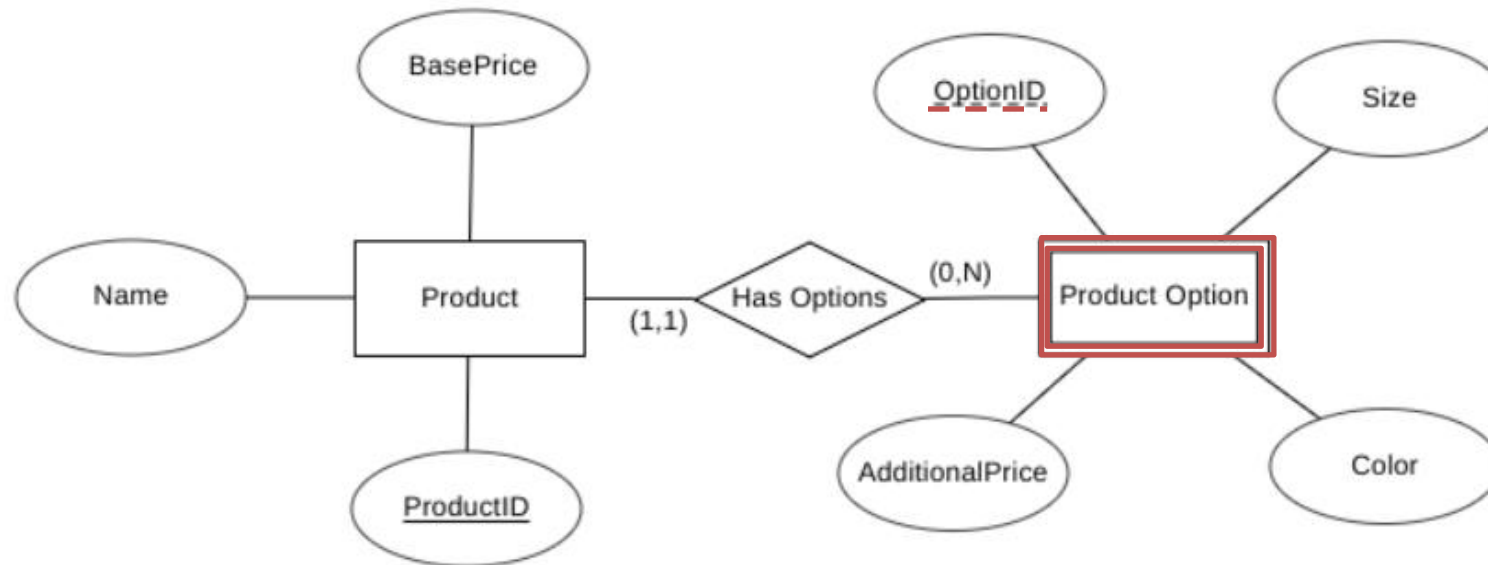 BasePrice
OptionID
Size
Name
Product
(1,1)
Has Options
(0,N)
Product Option
AdditionalPrice
Color
ProductID